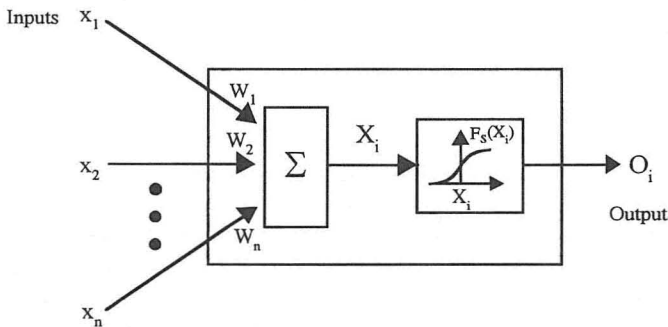 Inputs x1
W1
W2
x2
Wn
xn
Σ
Xi
Fs(Xi)
Xi
Oi
Output